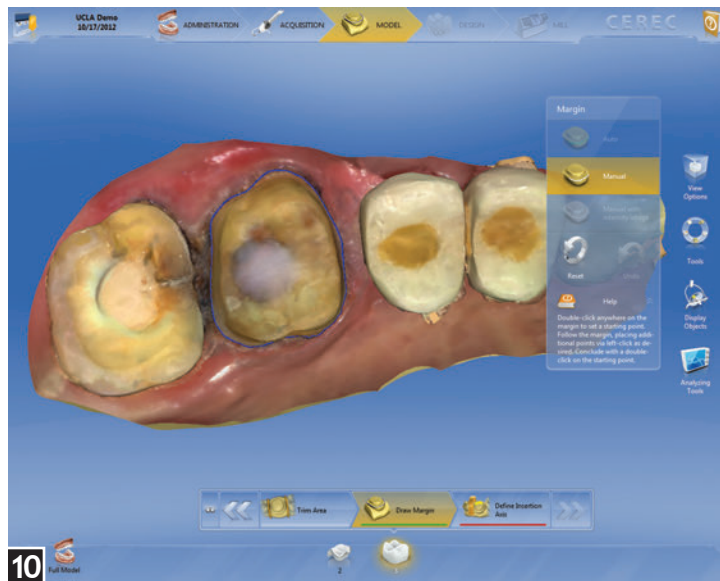 UCLA Demo
10/17/2012
ADMINISTRATION
ACQUISITION
MODEL
DESIGN
MILL
CEREC
Margin
Auto
Manual
Manual with
Reset
Undo
Help
Double-click anywhere on the
margin to set a starting point.
Follow the margin, placing addi-
tional points via left-click as de-
sired. Conclude with a double-
click on the starting point.
View
Options
Tools
Display
Objects
Analyzing
Tools
Trim Area
Draw Margin
Define Insertion
Axis
10
Full Model
2